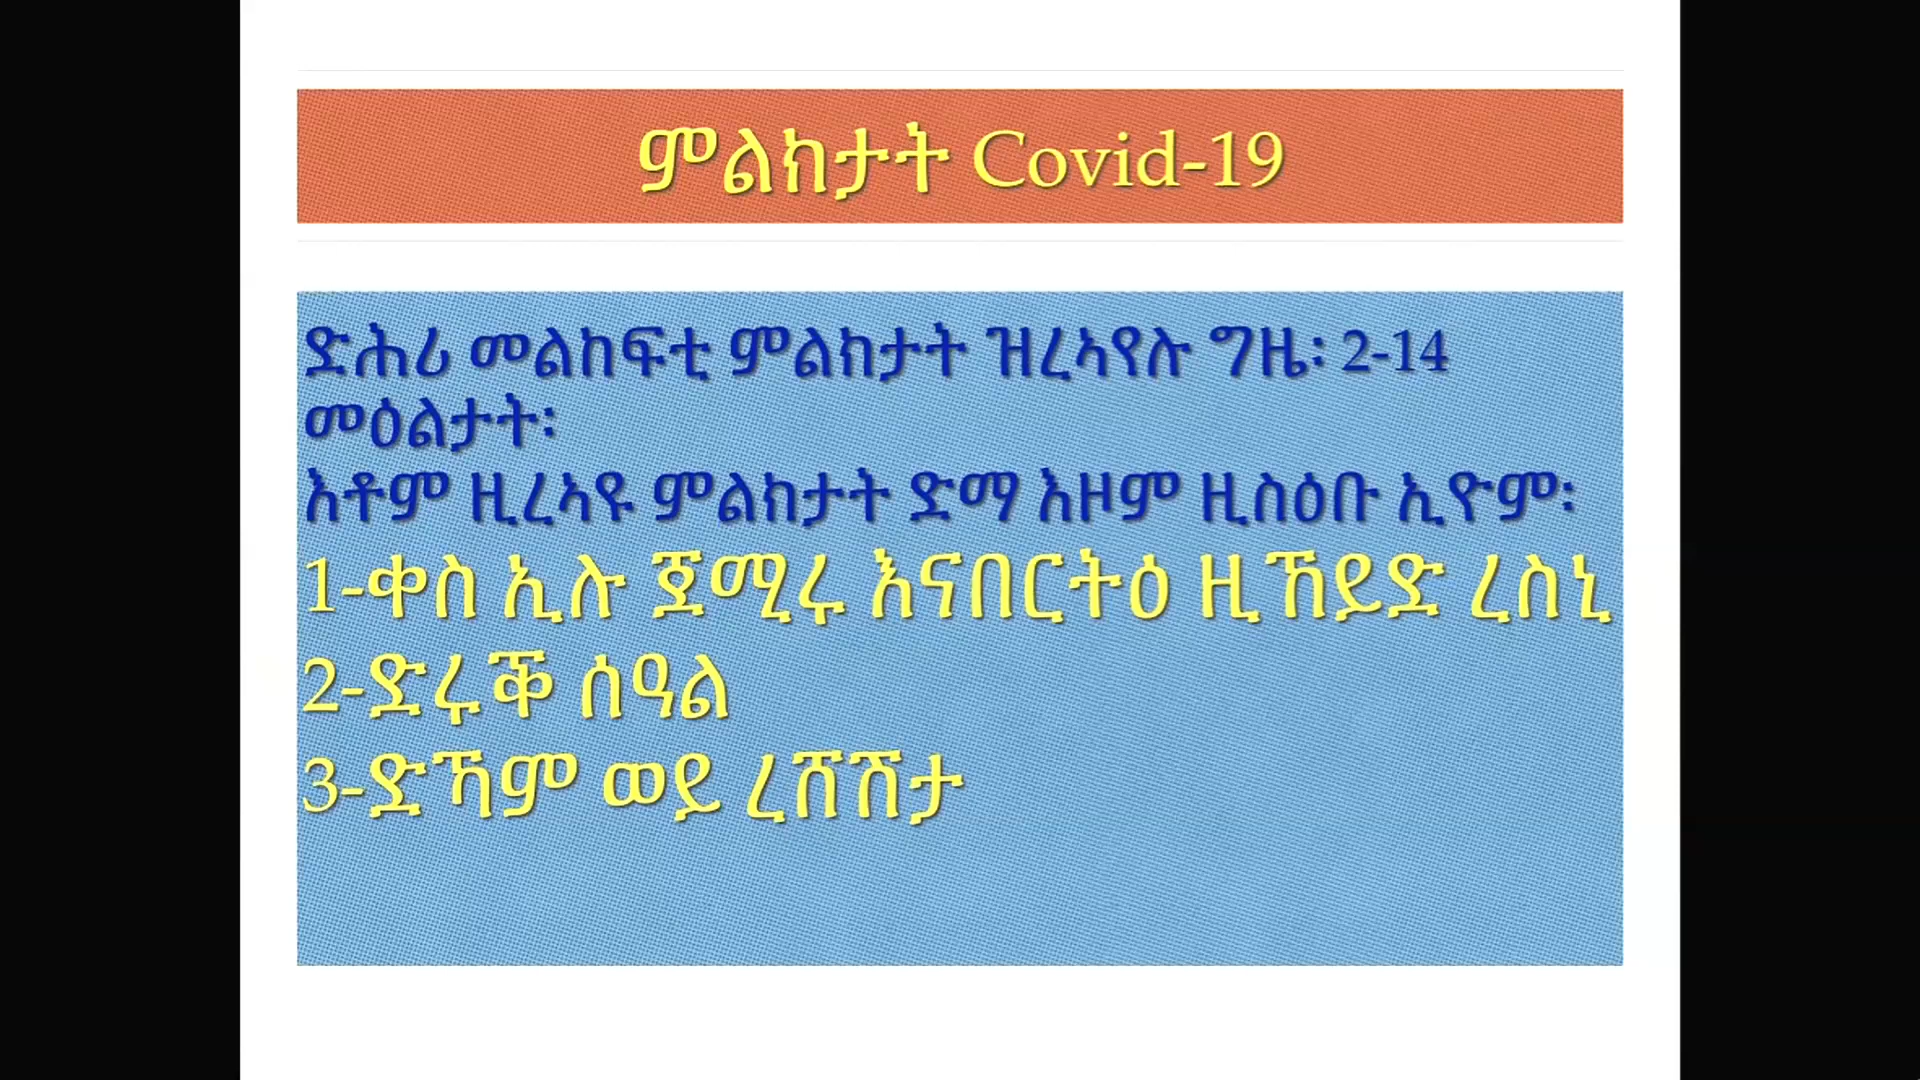 ምልክታት Covid-19
ድሕሪ መልከፍቲ ምልክታት ዝረኣየሉ ግዜ፡ 2-14
መዕልታት፡
እቶም ዚረኣዩ ምልክታት ድማ እዞም ዚስዕቡ ኢዮም፡
1-ቀስ ኢሉ ጀሚሩ እናበርትዕ ዚኸይድ ረስኒ
2-ድሩቕ ሰዓል
3-ድኻም ወይ ረሸሽታ